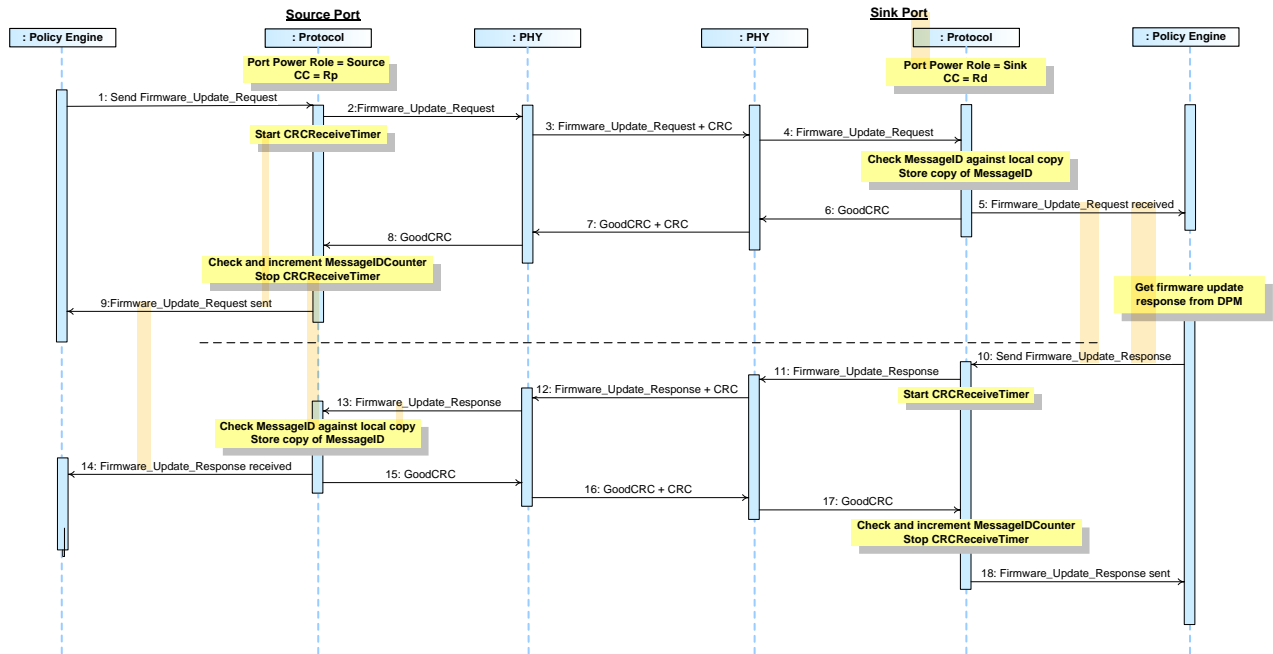 Source Port
Sink Port
: Policy Engine
: Protocol
: PHY
: PHY
: Protocol
: Policy Engine
Port Power Role = Source
CC = Rp
Port Power Role = Sink
CC = Rd
1: Send Firmware_Update_Request
2:Firmware_Update_Request
Start CRCReceiveTimer
3: Firmware_Update_Request + CRC
4: Firmware_Update_Request
Check MessageID against local copy
Store copy of MessageID
5: Firmware_Update_Request received
6: GoodCRC
7: GoodCRC + CRC
8: GoodCRC
Check and increment MessageIDCounter
Stop CRCReceiveTimer
9:Firmware_Update_Request sent
Get firmware update
response from DPM
10: Send Firmware_Update_Response
11: Firmware_Update_Response
Start CRCReceiveTimer
12: Firmware_Update_Response + CRC
13: Firmware_Update_Response
Check MessageID against local copy
Store copy of MessageID
14: Firmware_Update_Response received
15: GoodCRC
16: GoodCRC + CRC
17: GoodCRC
Check and increment MessageIDCounter
Stop CRCReceiveTimer
18: Firmware_Update_Response sent